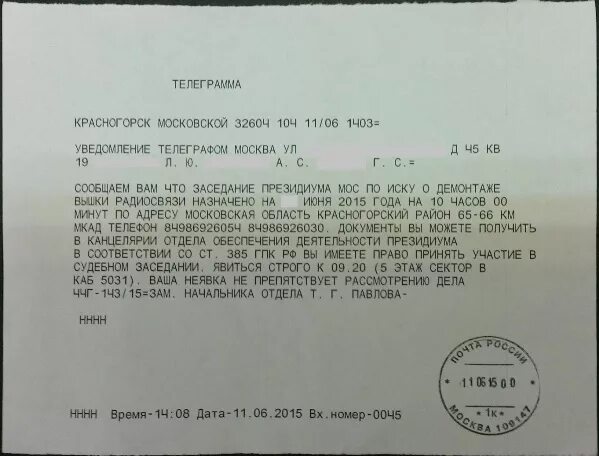 ТЕЛЕГРАММА
КРАСНОГОРСК МОСКОВСКОЙ 3260Ч 10Ч 11/06 1Ч03=
УВЕДОМЛЕНИЕ ТЕЛЕГРАФОМ МОСКВА УЛ Д Ч5 КВ
19 Л. Ю. А. С. Г. С.=
СООБЩАЕМ ВАМ ЧТО ЗАСЕДАНИЕ ПРЕЗИДИУМА МОС ПО ИСКУ О ДЕМОНТАЖЕ
ВЫШКИ РАДИОСВЯЗИ НАЗНАЧЕНО НА ИЮНЯ 2015 ГОДА НА 10 ЧАСОВ 00
МИНУТ ПО АДРЕСУ МОСКОВСКАЯ ОБЛАСТЬ КРАСНОГОРСКИЙ РАЙОН 65-66 КМ
МКАД ТЕЛЕФОН 8Ч986926054 8Ч986926030. ДОКУМЕНТЫ ВЫ МОЖЕТЕ ПОЛУЧИТЬ
В КАНЦЕЛЯРИИ ОТДЕЛА ОБЕСПЕЧЕНИЯ ДЕЯТЕЛЬНОСТИ ПРЕЗИДИУМА
В СООТВЕТСТВИИ СО СТ. 385 ГПК РФ ВЫ ИМЕЕТЕ ПРАВО ПРИНЯТЬ УЧАСТИЕ В
СУДЕБНОМ ЗАСЕДАНИИ. ЯВИТЬСЯ СТРОГО К 09.20 (5 ЭТАЖ СЕКТОР В
КАБ 5031). ВАША НЕЯВКА НЕ ПРЕПЯТСТВУЕТ РАССМОТРЕНИЮ ДЕЛА
ЧЧГ-1Ч3/15=ЗАМ. НАЧАЛЬНИКА ОТДЕЛА Т. Г. ПАВЛОВА-
НННН
ПОЧТА РОССИИ
11061500
*1К*
МОСКВА 109147
НННН Время-1Ч:08 Дата-11.06.2015 Вх.номер-00Ч5